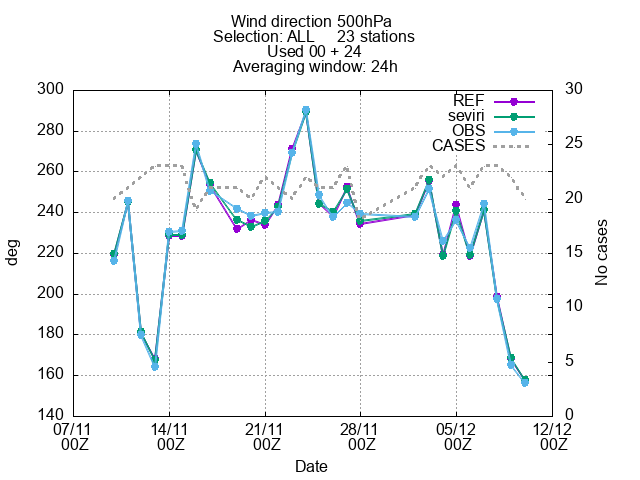 Wind direction 500hPa
Selection: ALL 23 stations
Used 00 + 24
Averaging window: 24h
300
280
260
240
220
200
180
160
140
deg
30
25
20
15
10
5
0
No cases
REF
seviri
OBS
CASES
07/11 14/11 21/11 28/11 05/12 12/12
00Z 00Z 00Z 00Z 00Z 00Z
Date